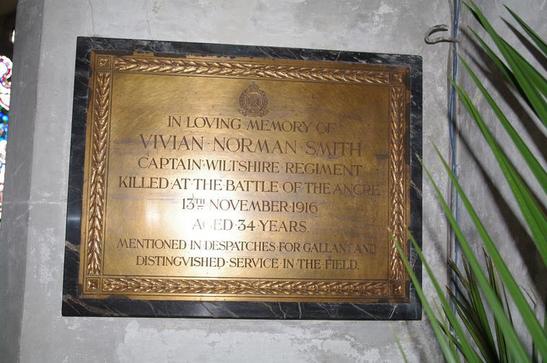 IN LOVING MEMORY OF
VIVIAN·NORMAN·SMITH
CAPTAIN·WILTSHIRE·REGIMENT
KILLED·AT·THE·BATTLE·OF·THE·ANCRE
13TH NOVEMBER·1916
AGED·34·YEARS
MENTIONED·IN·DESPATCHES·FOR·GALLANT·AND
DISTINGVISHED·SERVICE·IN·THE·FIELD.